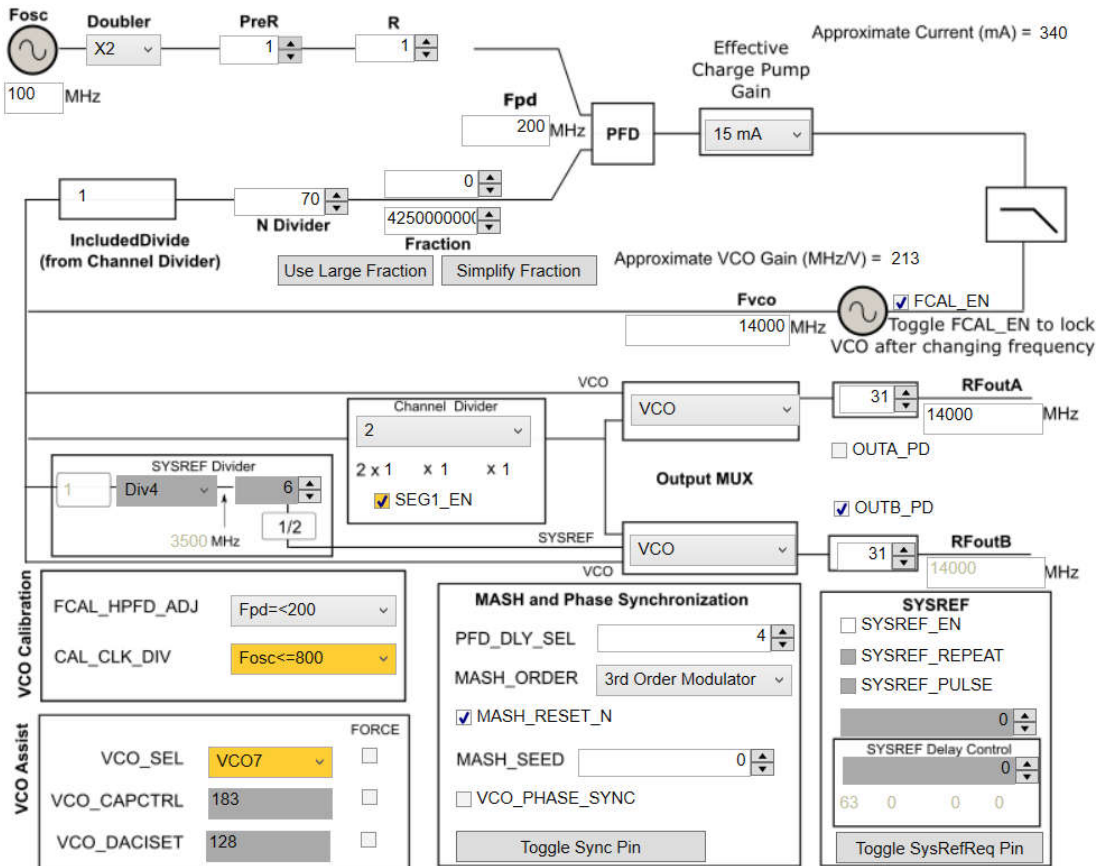 Fosc
Doubler
PreR
R
Approximate Current (mA) = 340
X2
1
1
100 MHz
Effective
Charge Pump
Gain
Fpd
200 MHz
PFD
15 mA
1
70
0
N Divider
425000000
IncludedDivide
(from Channel Divider)
Fraction
Use Large Fraction
Simplify Fraction
Approximate VCO Gain (MHz/V) = 213
Fvco
FCAL_EN
14000 MHz
Toggle FCAL_EN to lock
VCO after changing frequency
VCO
Channel Divider
VCO
31
RFoutA
14000 MHz
2
2 x 1 x 1 x 1
OUTA_PD
SYSREF Divider
Output MUX
1
Div4
6
SEG1_EN
OUTB_PD
3500 MHz
1/2
SYSREF
VCO
31
RFoutB
14000 MHz
VCO
VCO Calibration
FCAL_HPFD_ADJ
Fpd=<200
CAL_CLK_DIV
Fosc<=800
MASH and Phase Synchronization
PFD_DLY_SEL
4
MASH_ORDER
3rd Order Modulator
MASH_RESET_N
MASH_SEED
0
VCO_PHASE_SYNC
Toggle Sync Pin
SYSREF
SYSREF_EN
SYSREF_REPEAT
SYSREF_PULSE
0
SYSREF Delay Control
0
63 0 0 0
Toggle SysRefReq Pin
VCO Assist
FORCE
VCO_SEL
VCO7
VCO_CAPCTRL
183
VCO_DACISET
128